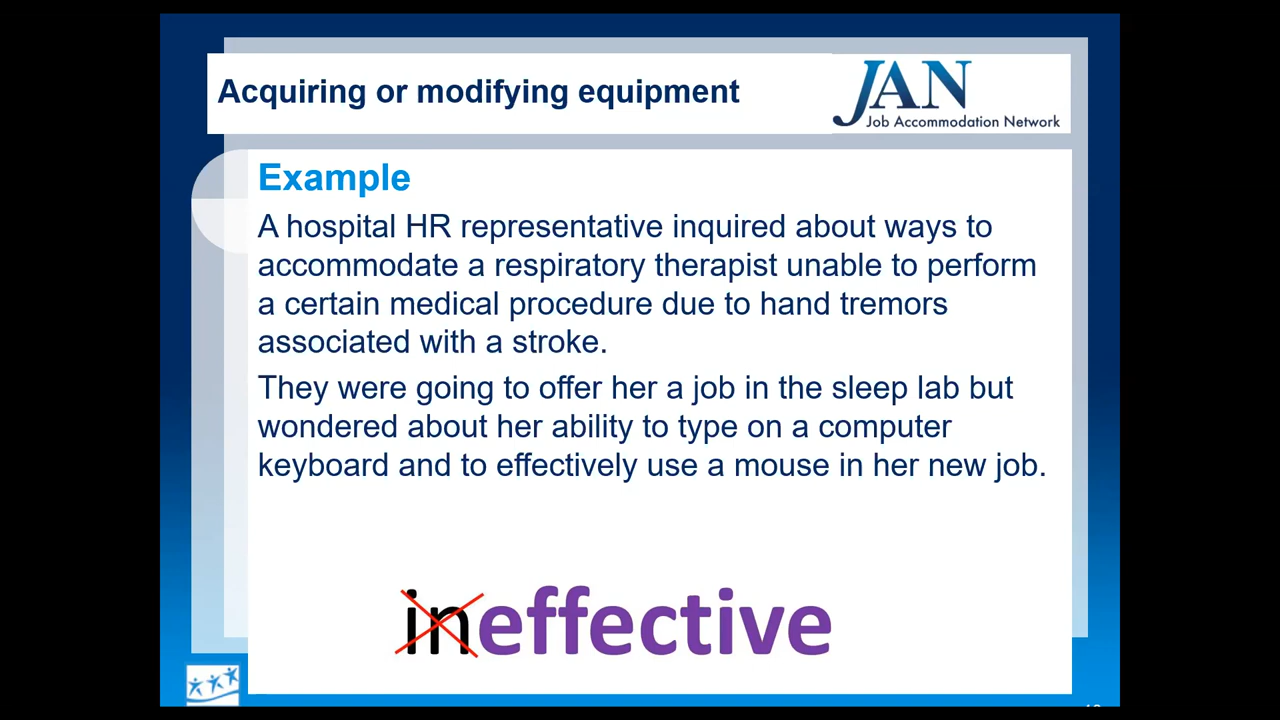 Acquiring or modifying equipment
JAN
Job Accommodation Network
Example
A hospital HR representative inquired about ways to
accommodate a respiratory therapist unable to perform
a certain medical procedure due to hand tremors
associated with a stroke.
They were going to offer her a job in the sleep lab but
wondered about her ability to type on a computer
keyboard and to effectively use a mouse in her new job.
ineffective